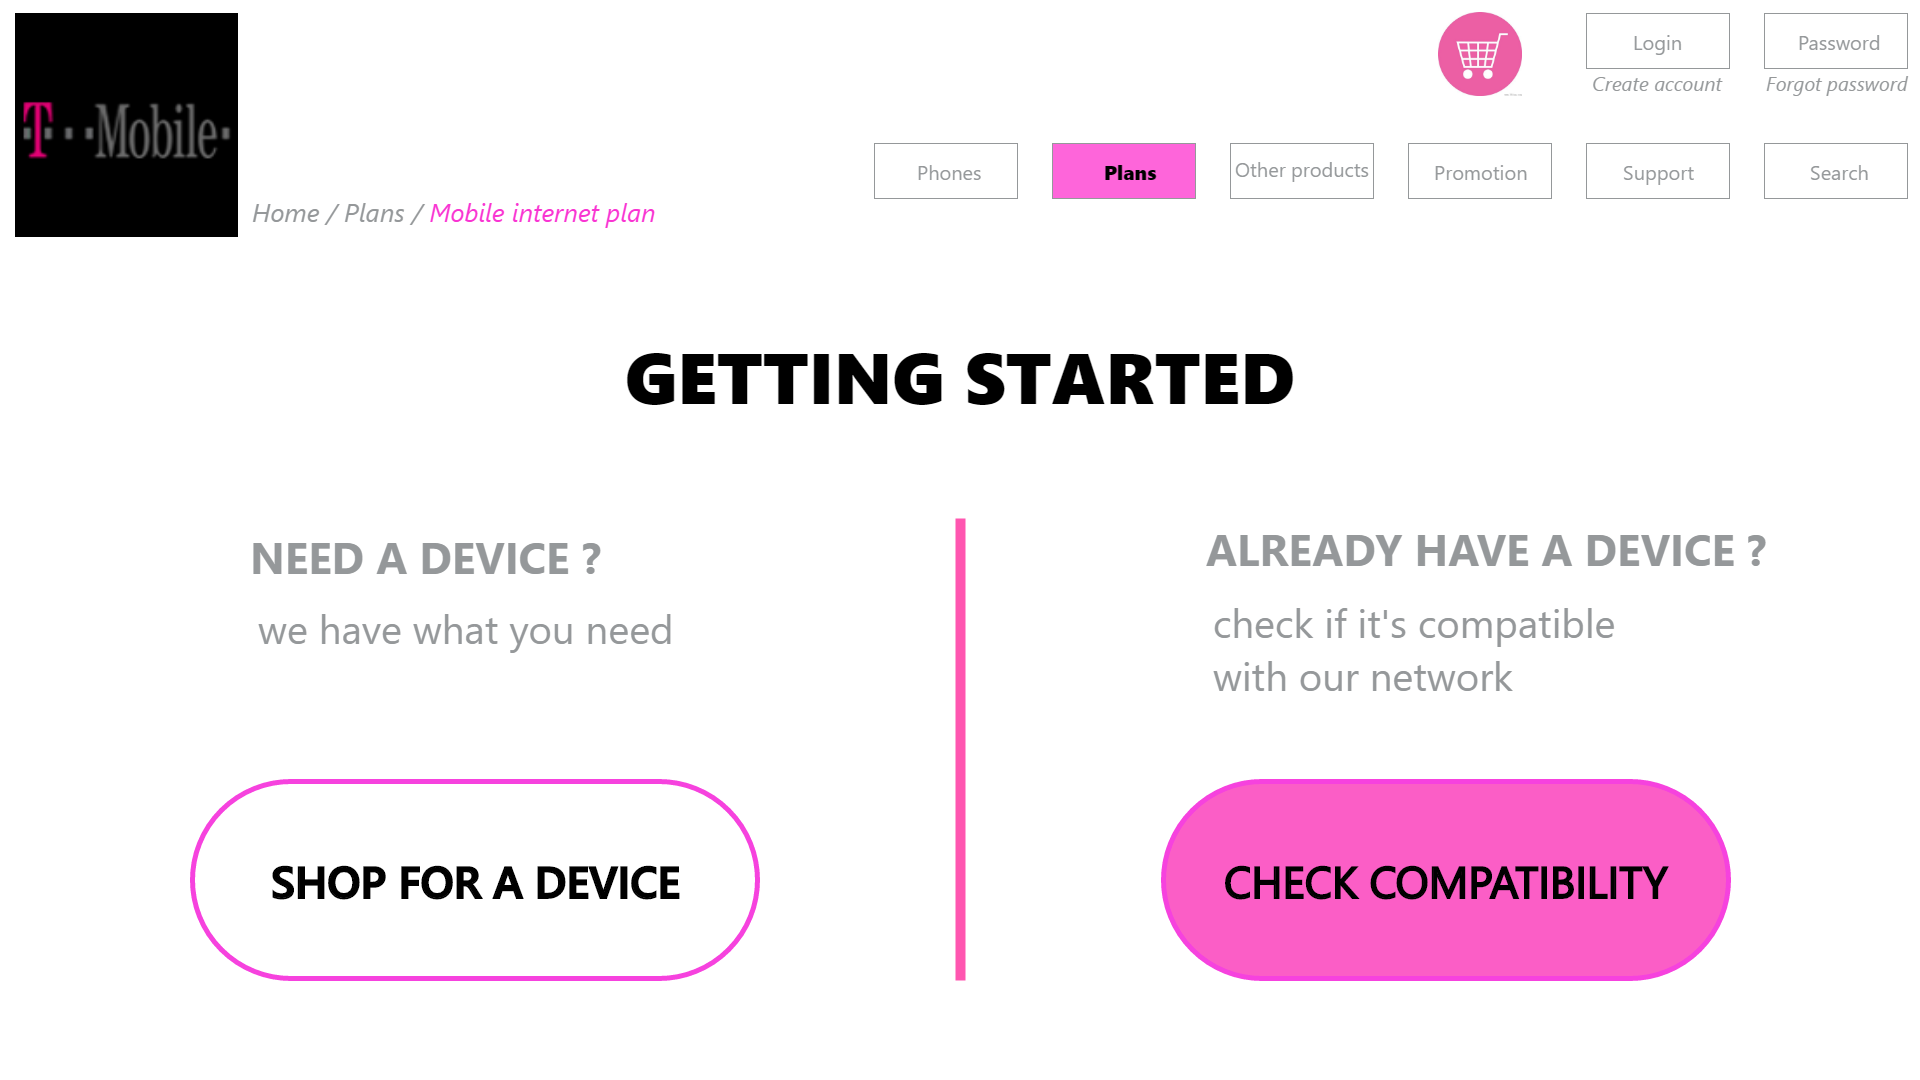 T··Mobile·
Login
Password
Create account
Forgot password
Phones
Plans
Other products
Promotion
Support
Search
Home / Plans / Mobile internet plan
GETTING STARTED
NEED A DEVICE ?
we have what you need
ALREADY HAVE A DEVICE ?
check if it's compatible
with our network
SHOP FOR A DEVICE
CHECK COMPATIBILITY